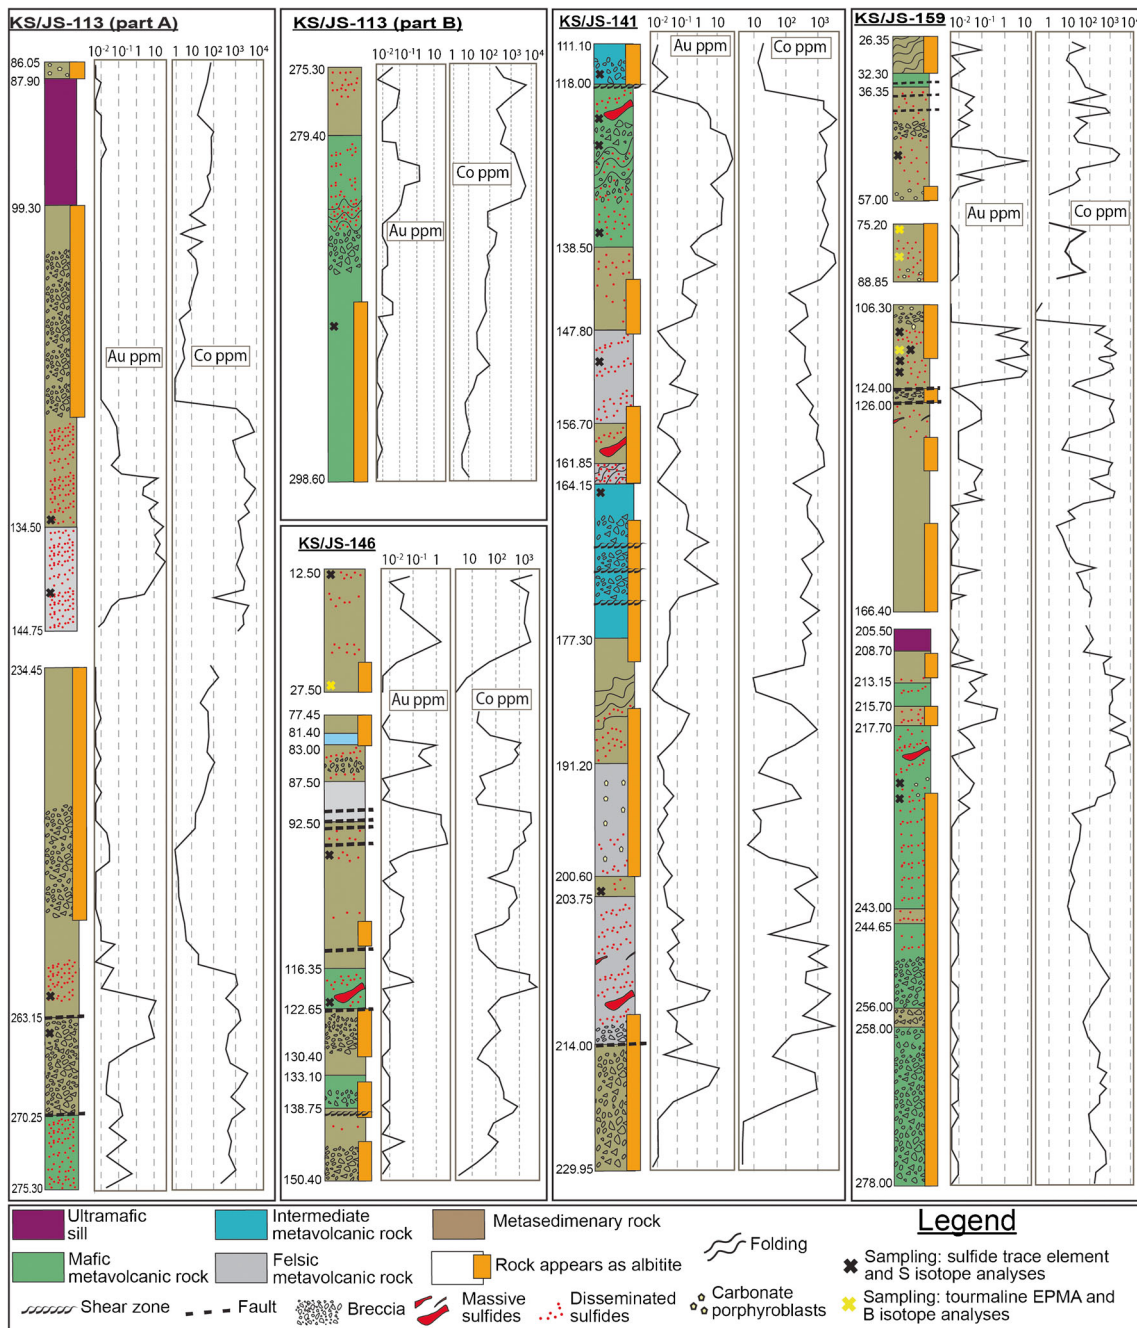 KS/JS-113 (part A)
10⁻² 10⁻¹ 1 10
1 10 10² 10³ 10⁴
86.05
87.90
99.30
Au ppm
Co ppm
134.50
144.75
234.45
263.15
270.25
275.30
KS/JS-113 (part B)
10⁻² 10⁻¹ 1 10
1 10 10² 10³ 10⁴
275.30
279.40
Co ppm
Au ppm
298.60
KS/JS-146
10⁻² 10⁻¹ 1
10 10² 10³
12.50
27.50
Au ppm
Co ppm
77.45
81.40
83.00
87.50
92.50
116.35
122.65
130.40
133.10
138.75
150.40
KS/JS-141
10⁻² 10⁻¹ 1
10 10² 10³
111.10
Au ppm
Co ppm
118.00
138.50
147.80
156.70
161.85
164.15
177.30
191.20
200.60
203.75
214.00
229.95
KS/JS-159
10⁻² 10⁻¹ 1 10
1 10 10² 10³ 10⁴
26.35
32.30
36.35
57.00
Au ppm
Co ppm
75.20
88.85
106.30
124.00
126.00
166.40
205.50
208.70
213.15
215.70
217.70
243.00
244.65
256.00
258.00
278.00
Legend
Ultramafic
sill
Intermediate
metavolcanic rock
Metasedimenary rock
Mafic
metavolcanic rock
Felsic
metavolcanic rock
Rock appears as albitite
Folding
Sampling: sulfide trace element
and S isotope analyses
Shear zone
Fault
Breccia
Massive
sulfides
Disseminated
sulfides
Carbonate
porphyroblasts
Sampling: tourmaline EPMA and
B isotope analyses